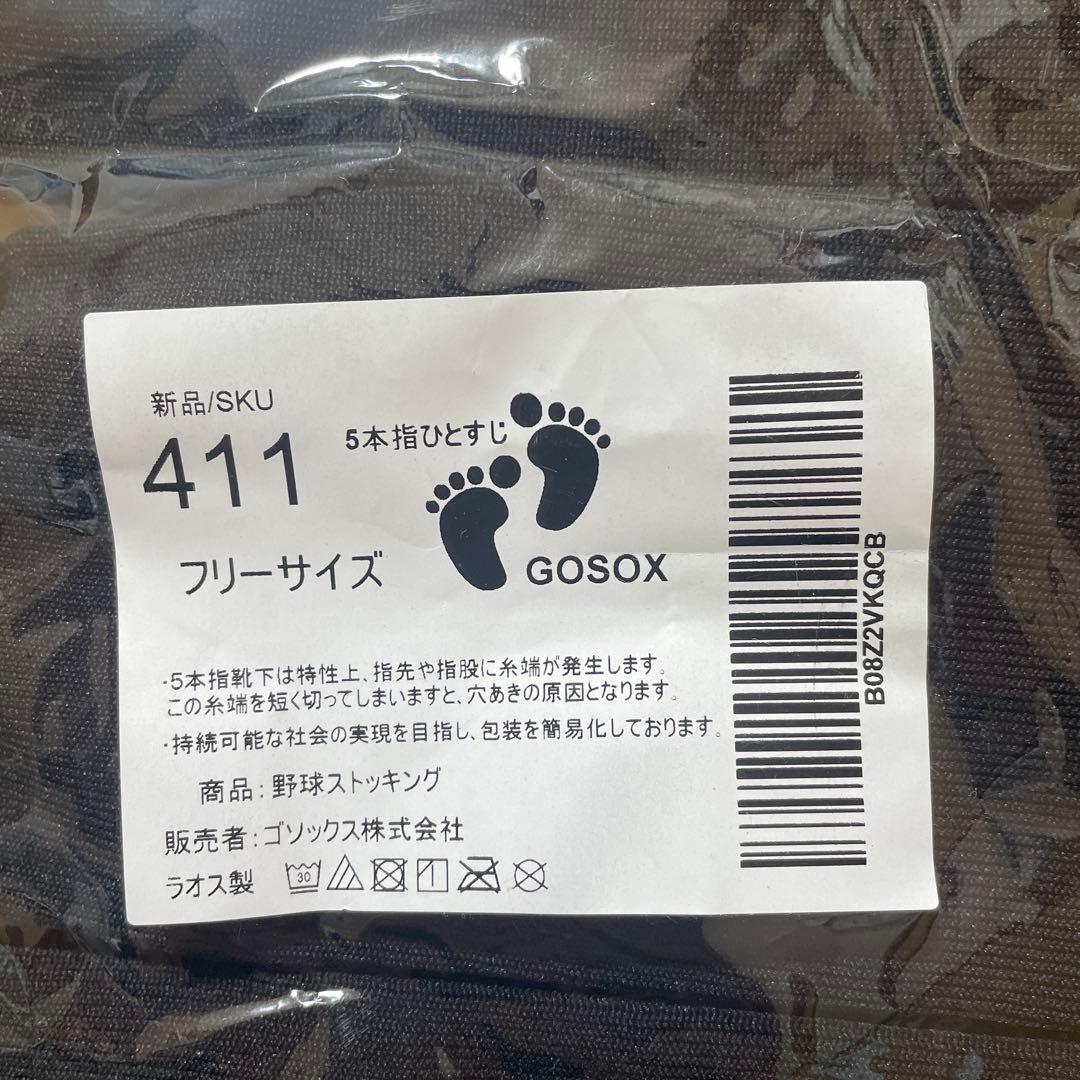 新品/SKU
411
5本指ひとすじ
フリーサイズ
GOSOX
B08Z2VKQCB
·5本指靴下は特性上、指先や指股に糸端が発生します。
この糸端を短く切ってしまいますと、穴あきの原因となります。
·持続可能な社会の実現を目指し、包装を簡易化しております。
商品:野球ストッキング
販売者:ゴソックス株式会社
ラオス製 30